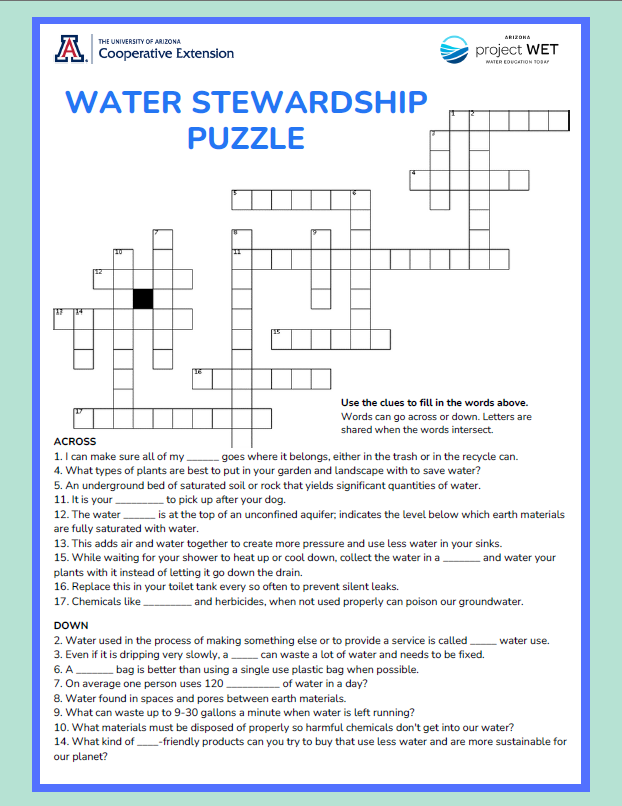 THE UNIVERSITY OF ARIZONA
Cooperative Extension
ARIZONA
project WET
WATER EDUCATION TODAY
WATER STEWARDSHIP
PUZZLE
1 2
3
4
5 6
7 8 9
10 11
12
13 14
15
16
17
Use the clues to fill in the words above.
Words can go across or down. Letters are
shared when the words intersect.
ACROSS
1. I can make sure all of my ______ goes where it belongs, either in the trash or in the recycle can.
4. What types of plants are best to put in your garden and landscape with to save water?
5. An underground bed of saturated soil or rock that yields significant quantities of water.
11. It is your _________ to pick up after your dog.
12. The water ______ is at the top of an unconfined aquifer; indicates the level below which earth materials
are fully saturated with water.
13. This adds air and water together to create more pressure and use less water in your sinks.
15. While waiting for your shower to heat up or cool down, collect the water in a _______ and water your
plants with it instead of letting it go down the drain.
16. Replace this in your toilet tank every so often to prevent silent leaks.
17. Chemicals like _________ and herbicides, when not used properly can poison our groundwater.
DOWN
2. Water used in the process of making something else or to provide a service is called _____ water use.
3. Even if it is dripping very slowly, a _____ can waste a lot of water and needs to be fixed.
6. A _______ bag is better than using a single use plastic bag when possible.
7. On average one person uses 120 __________ of water in a day?
8. Water found in spaces and pores between earth materials.
9. What can waste up to 9-30 gallons a minute when water is left running?
10. What materials must be disposed of properly so harmful chemicals don't get into our water?
14. What kind of ____-friendly products can you try to buy that use less water and are more sustainable for
our planet?